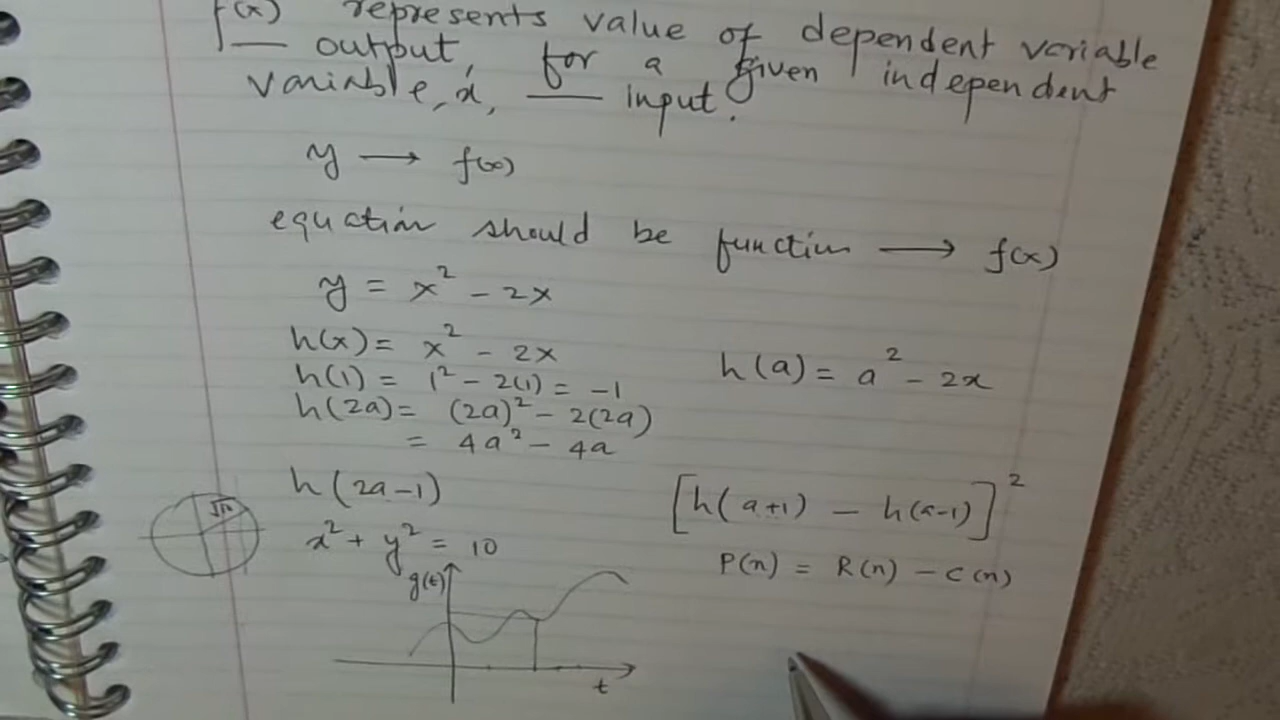 f(x) represents value of dependent variable
— output, for a given independent
variable, x, — input.
y → f(x)
equation should be function → f(x)
y = x² - 2x
h(x) = x² - 2x
h(a) = a² - 2x
h(1) = 1² - 2(1) = -1
h(2a) = (2a)² - 2(2a)
= 4a² - 4a
h(2a-1)
[h(a+1) - h(a-1)]²
√10
x² + y² = 10
P(n) = R(n) - C(n)
g(t)
t